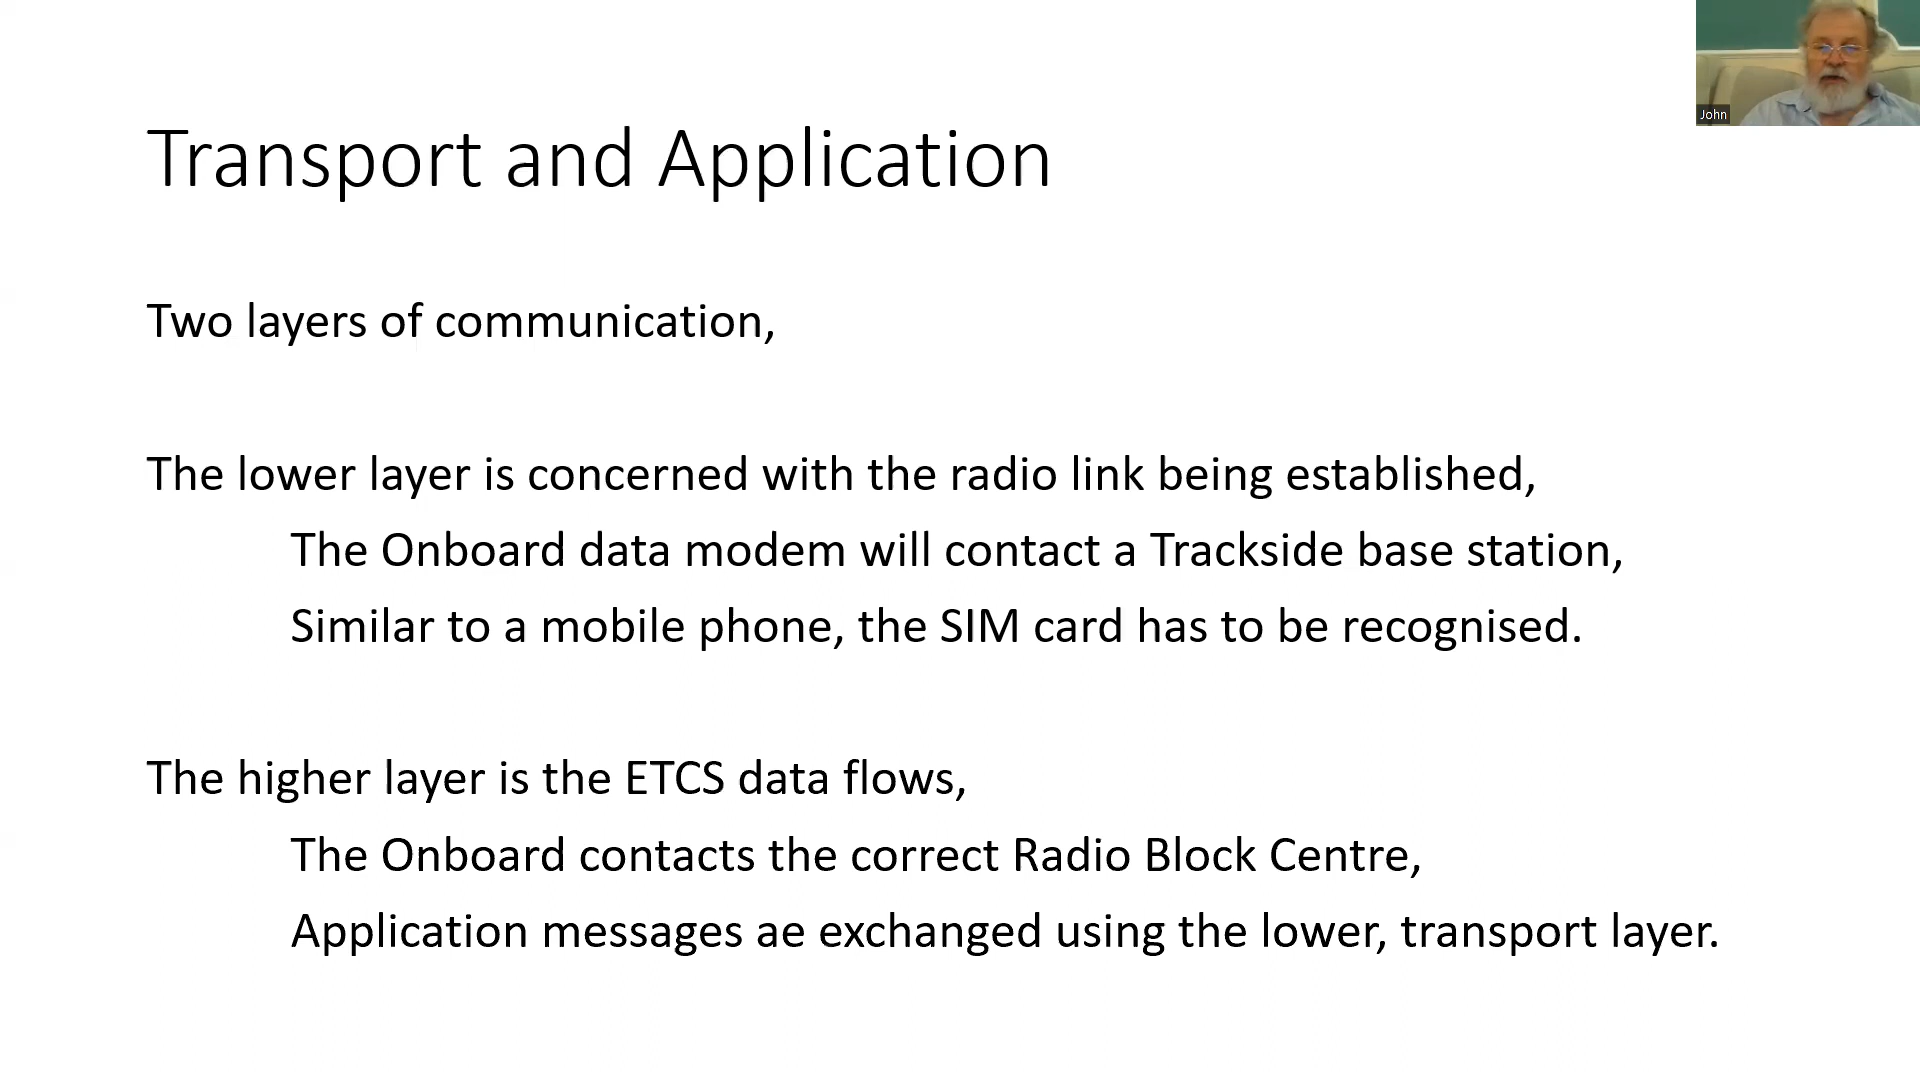 John
Transport and Application
Two layers of communication,
The lower layer is concerned with the radio link being established,
The Onboard data modem will contact a Trackside base station,
Similar to a mobile phone, the SIM card has to be recognised.
The higher layer is the ETCS data flows,
The Onboard contacts the correct Radio Block Centre,
Application messages ae exchanged using the lower, transport layer.